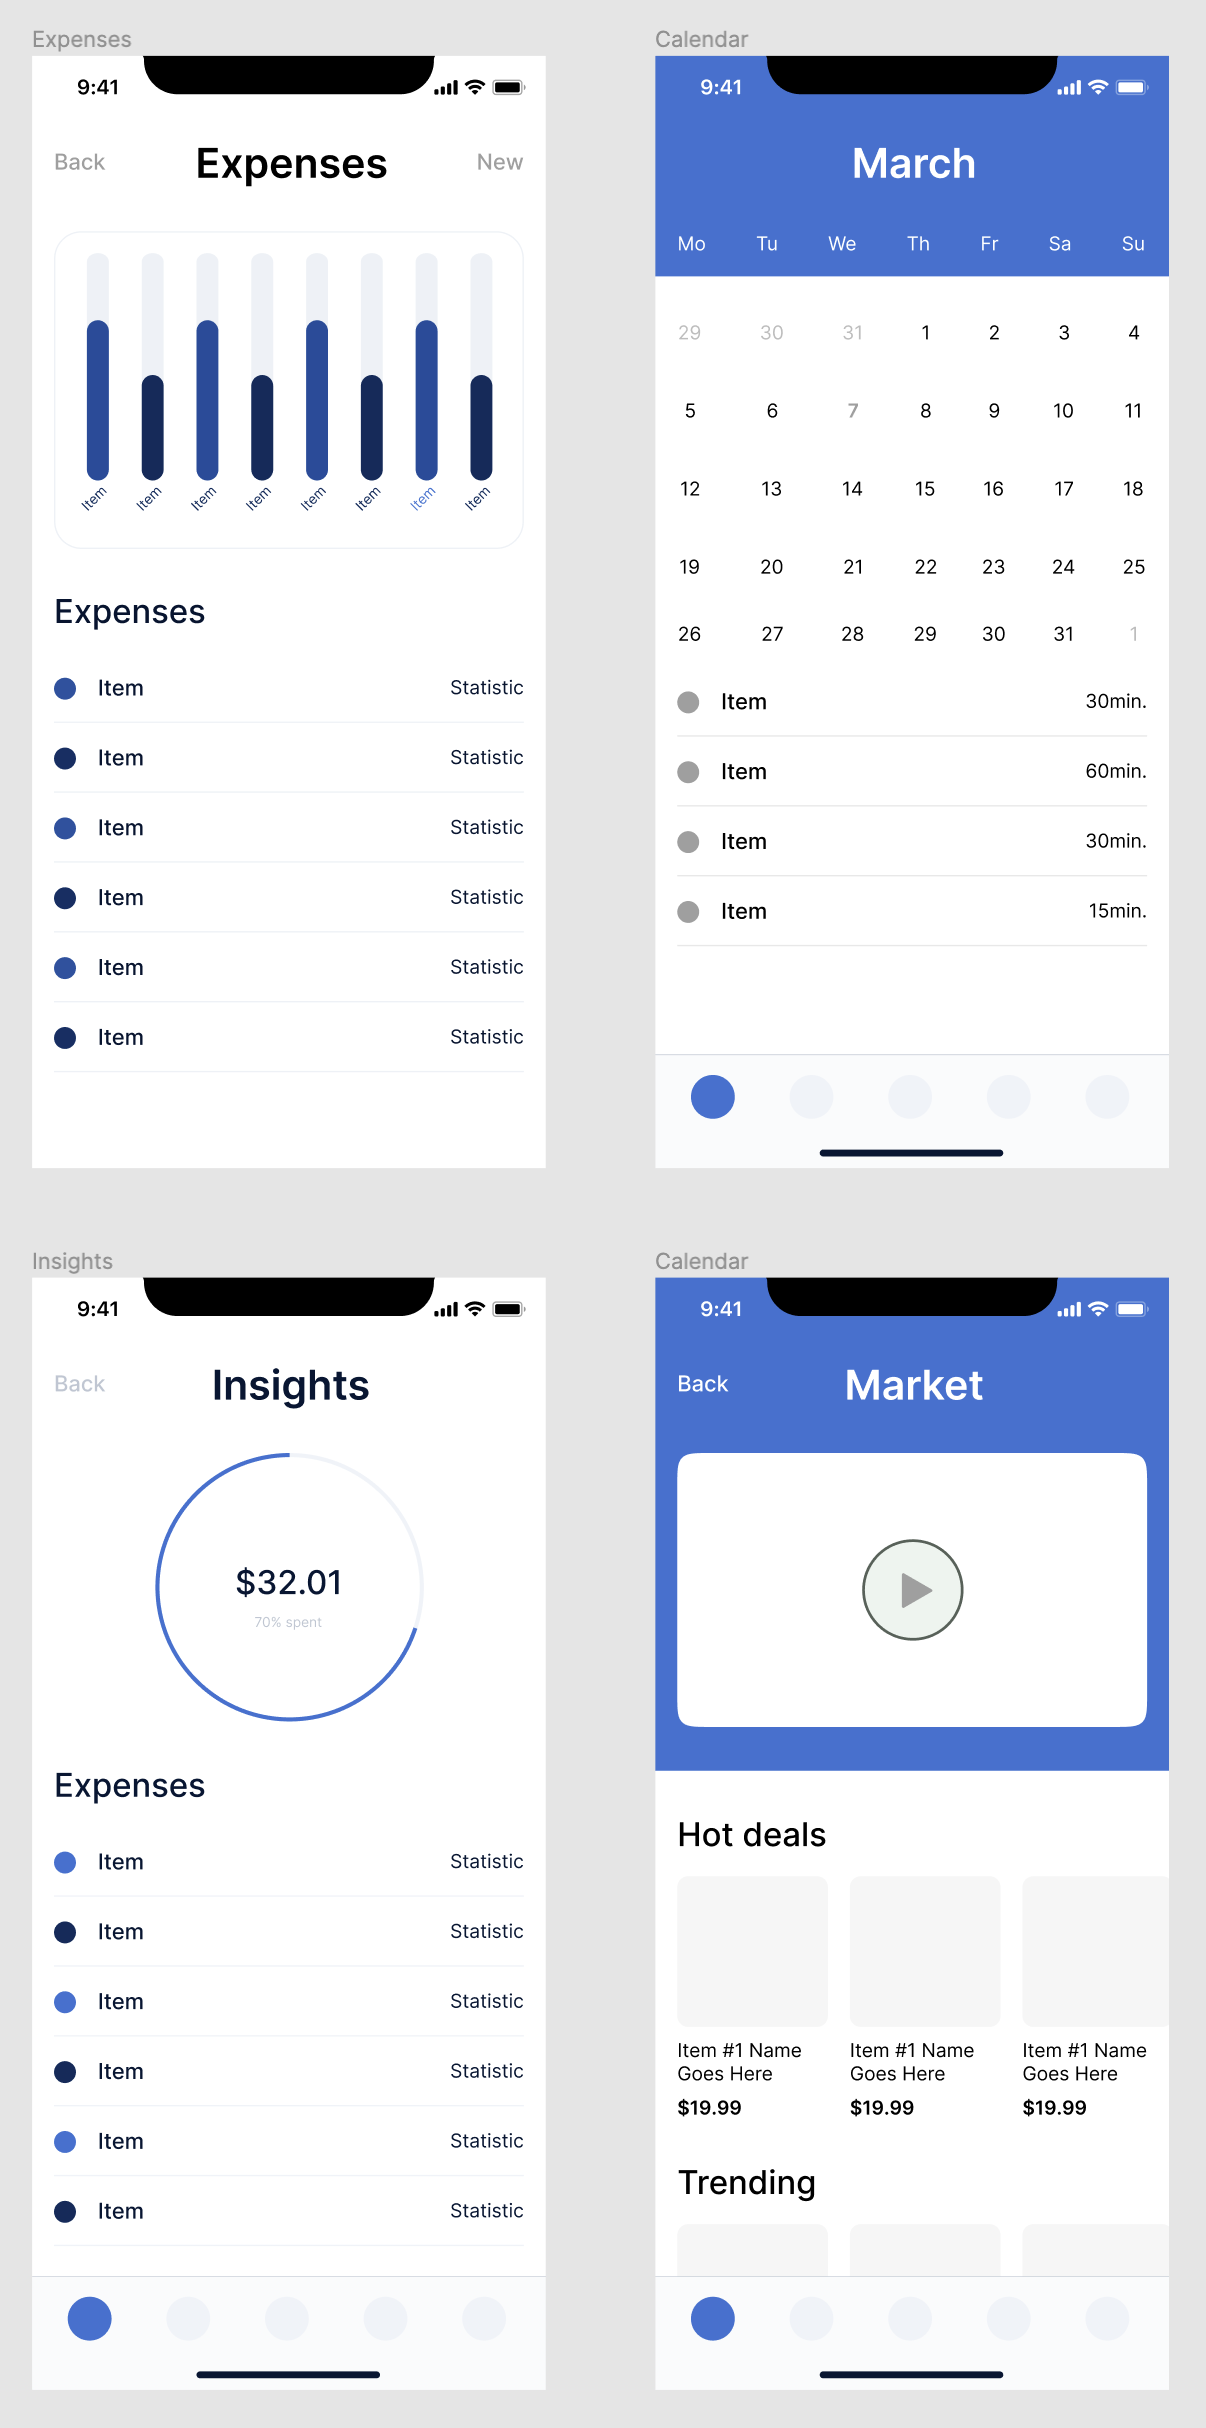 Expenses
9:41
Back
Expenses
New
Item
Item
Item
Item
Item
Item
Item
Item
Expenses
Item Statistic
Item Statistic
Item Statistic
Item Statistic
Item Statistic
Item Statistic
Calendar
9:41
March
Mo Tu We Th Fr Sa Su
29 30 31 1 2 3 4
5 6 7 8 9 10 11
12 13 14 15 16 17 18
19 20 21 22 23 24 25
26 27 28 29 30 31 1
Item 30min.
Item 60min.
Item 30min.
Item 15min.
Insights
9:41
Back
Insights
$32.01
70% spent
Expenses
Item Statistic
Item Statistic
Item Statistic
Item Statistic
Item Statistic
Item Statistic
Calendar
9:41
Back
Market
Hot deals
Item #1 Name
Goes Here
$19.99
Item #1 Name
Goes Here
$19.99
Item #1 Name
Goes Here
$19.99
Trending